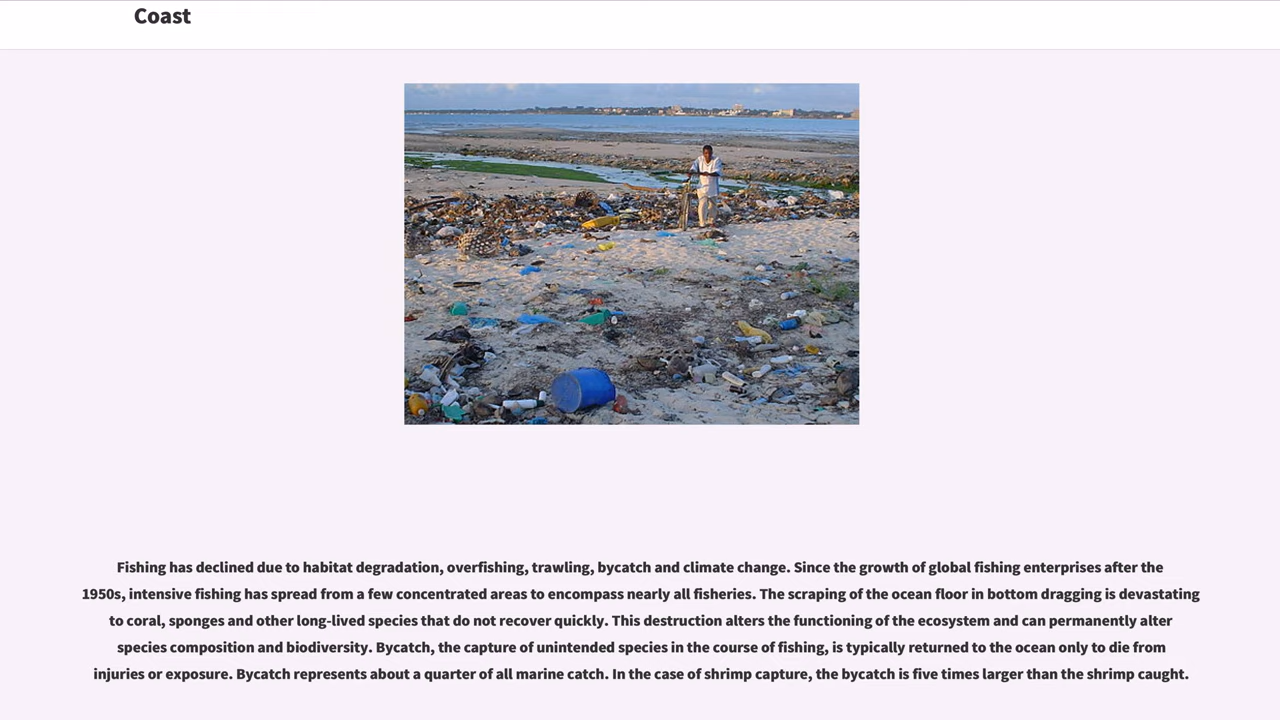 Coast
Fishing has declined due to habitat degradation, overfishing, trawling, bycatch and climate change. Since the growth of global fishing enterprises after the
1950s, intensive fishing has spread from a few concentrated areas to encompass nearly all fisheries. The scraping of the ocean floor in bottom dragging is devastating
to coral, sponges and other long-lived species that do not recover quickly. This destruction alters the functioning of the ecosystem and can permanently alter
species composition and biodiversity. Bycatch, the capture of unintended species in the course of fishing, is typically returned to the ocean only to die from
injuries or exposure. Bycatch represents about a quarter of all marine catch. In the case of shrimp capture, the bycatch is five times larger than the shrimp caught.